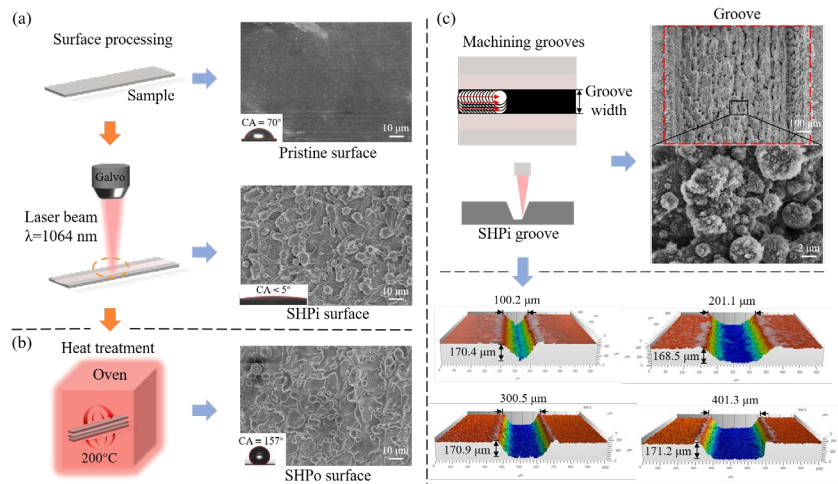 (a)
Surface processing
Sample
CA = 70°
10 μm
Pristine surface
Galvo
Laser beam
λ=1064 nm
CA < 5°
10 μm
SHPi surface
(b)
Heat treatment
Oven
200°C
CA = 157°
10 μm
SHPo surface
(c)
Groove
Machining grooves
Groove
width
100 μm
SHPi groove
2 μm
100.2 μm
170.4 μm
201.1 μm
168.5 μm
300.5 μm
170.9 μm
401.3 μm
171.2 μm